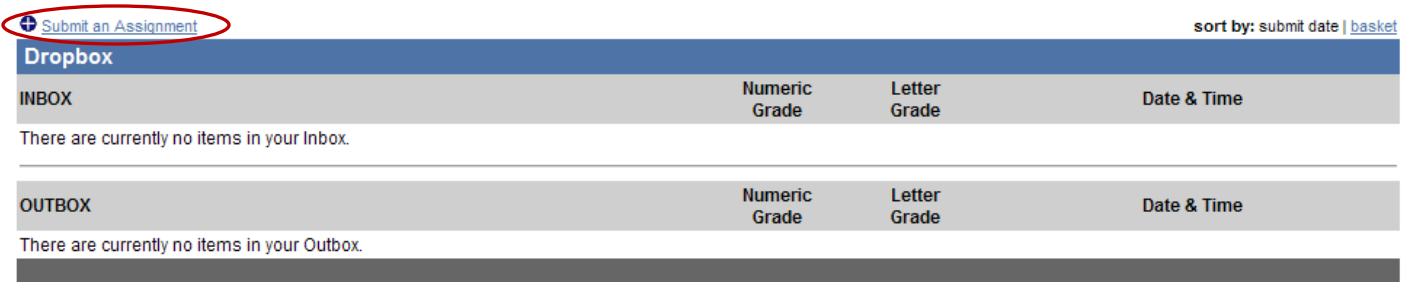 Submit an Assignment sort by: submit date | basket
Dropbox
INBOX Numeric Grade Letter Grade Date & Time
There are currently no items in your Inbox.
OUTBOX Numeric Grade Letter Grade Date & Time
There are currently no items in your Outbox.